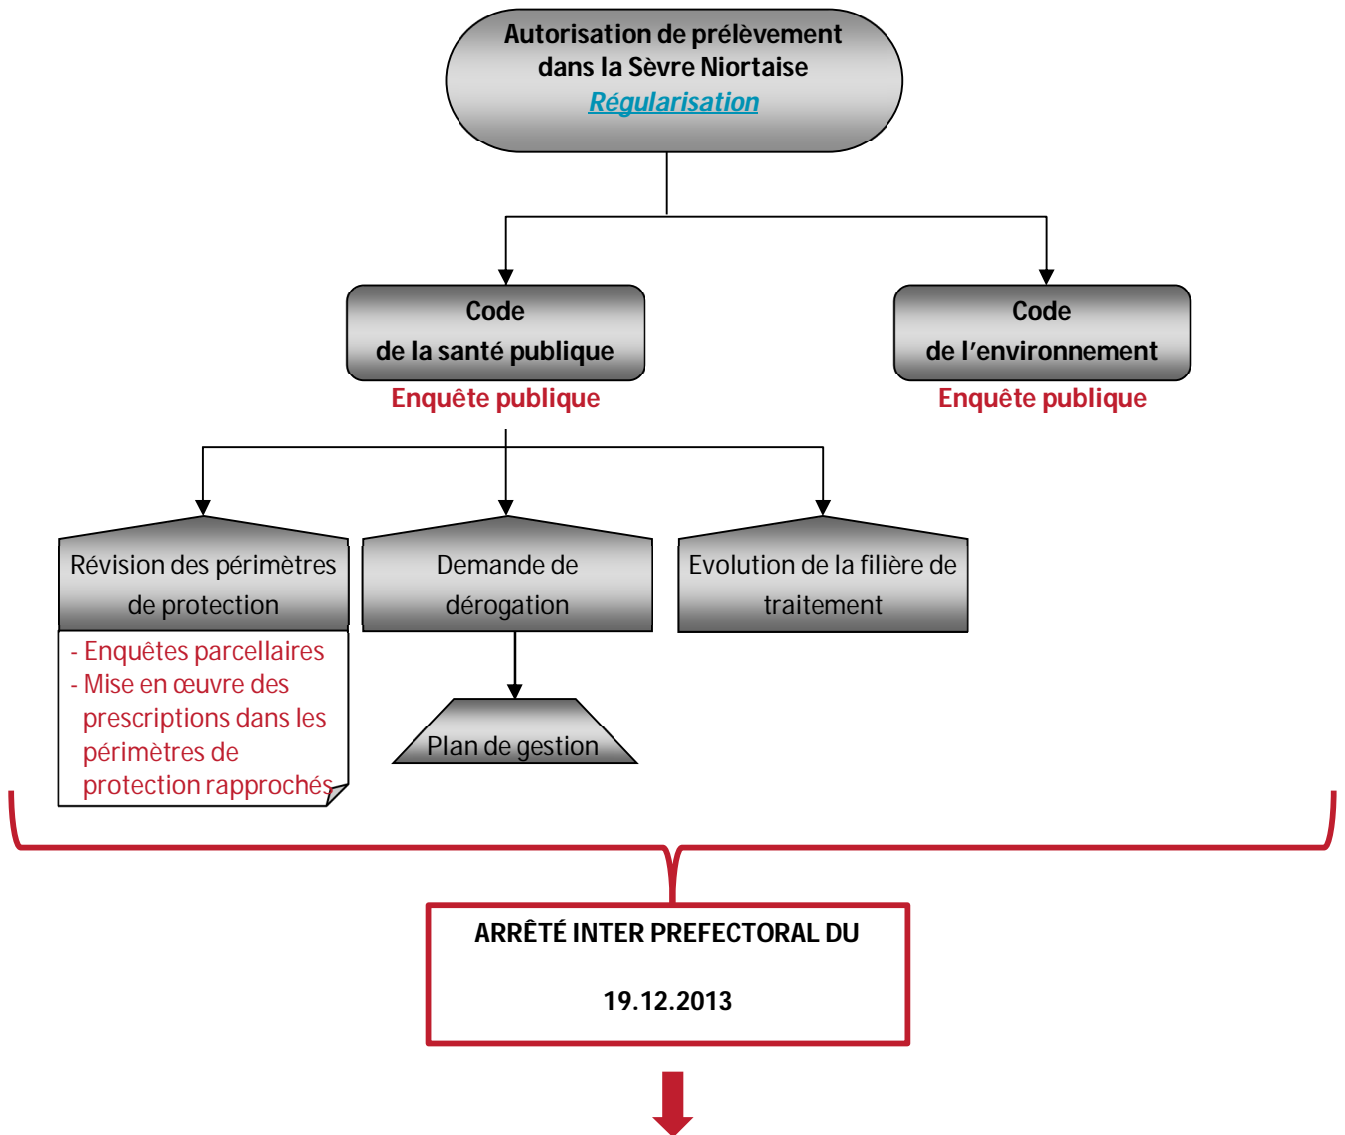 Autorisation de prélèvement
dans la Sèvre Niortaise
Régularisation
Code
de la santé publique
Enquête publique
Code
de l'environnement
Enquête publique
Révision des périmètres
de protection
- Enquêtes parcellaires
- Mise en œuvre des
prescriptions dans les
périmètres de
protection rapprochés
Demande de
dérogation
Plan de gestion
Evolution de la filière de
traitement
ARRÊTÉ INTER PREFECTORAL DU
19.12.2013